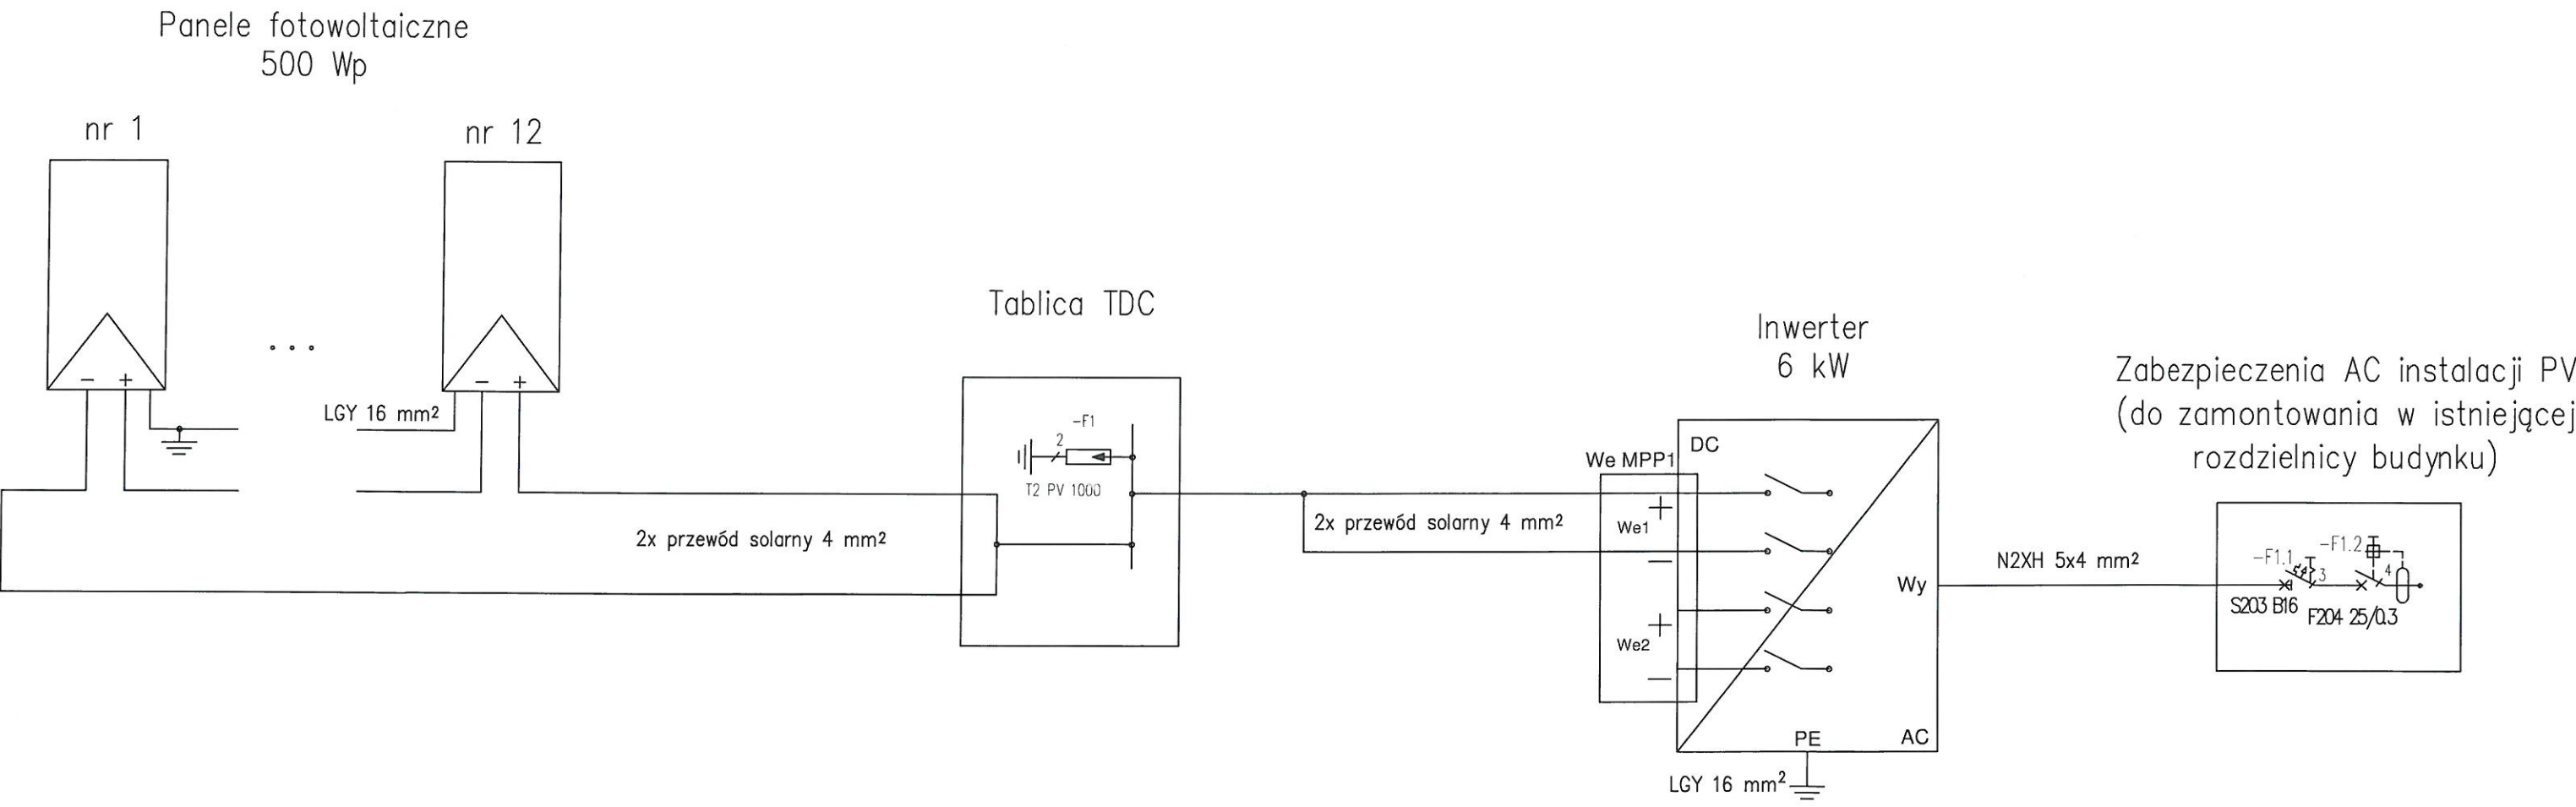 Panele fotowoltaiczne
500 Wp
nr 1
nr 12
- +
- +
LGY 16 mm²
2x przewód solarny 4 mm²
Tablica TDC
-F1
2
T2 PV 1000
2x przewód solarny 4 mm²
Inwerter
6 kW
We MPP1
DC
+
We1
—
+
We2
—
Wy
PE
AC
LGY 16 mm²
N2XH 5x4 mm²
Zabezpieczenia AC instalacji PV
(do zamontowania w istniejącej
rozdzielnicy budynku)
-F1.1
3
-F1.2
4
S203 B16
F204 25/0.3